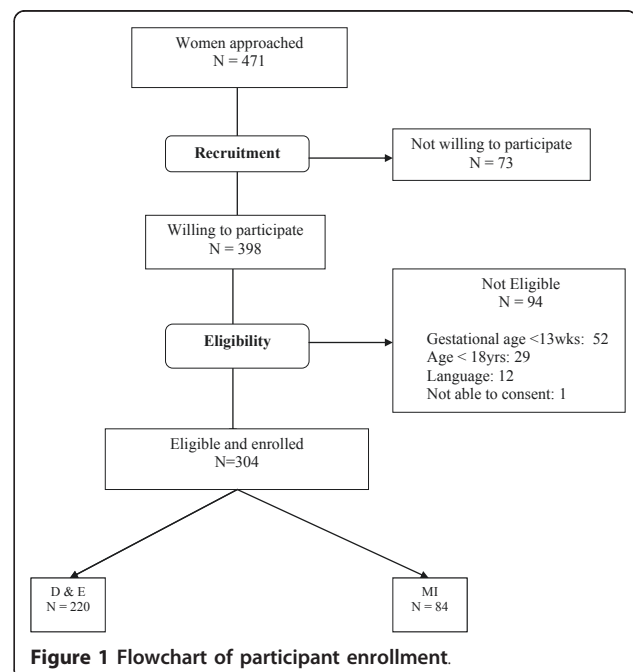 Women approached
N = 471
Recruitment
Not willing to participate
N = 73
Willing to participate
N = 398
Not Eligible
N = 94
Gestational age <13wks: 52
Age < 18yrs: 29
Language: 12
Not able to consent: 1
Eligibility
Eligible and enrolled
N=304
D & E
N = 220
MI
N = 84
Figure 1 Flowchart of participant enrollment.